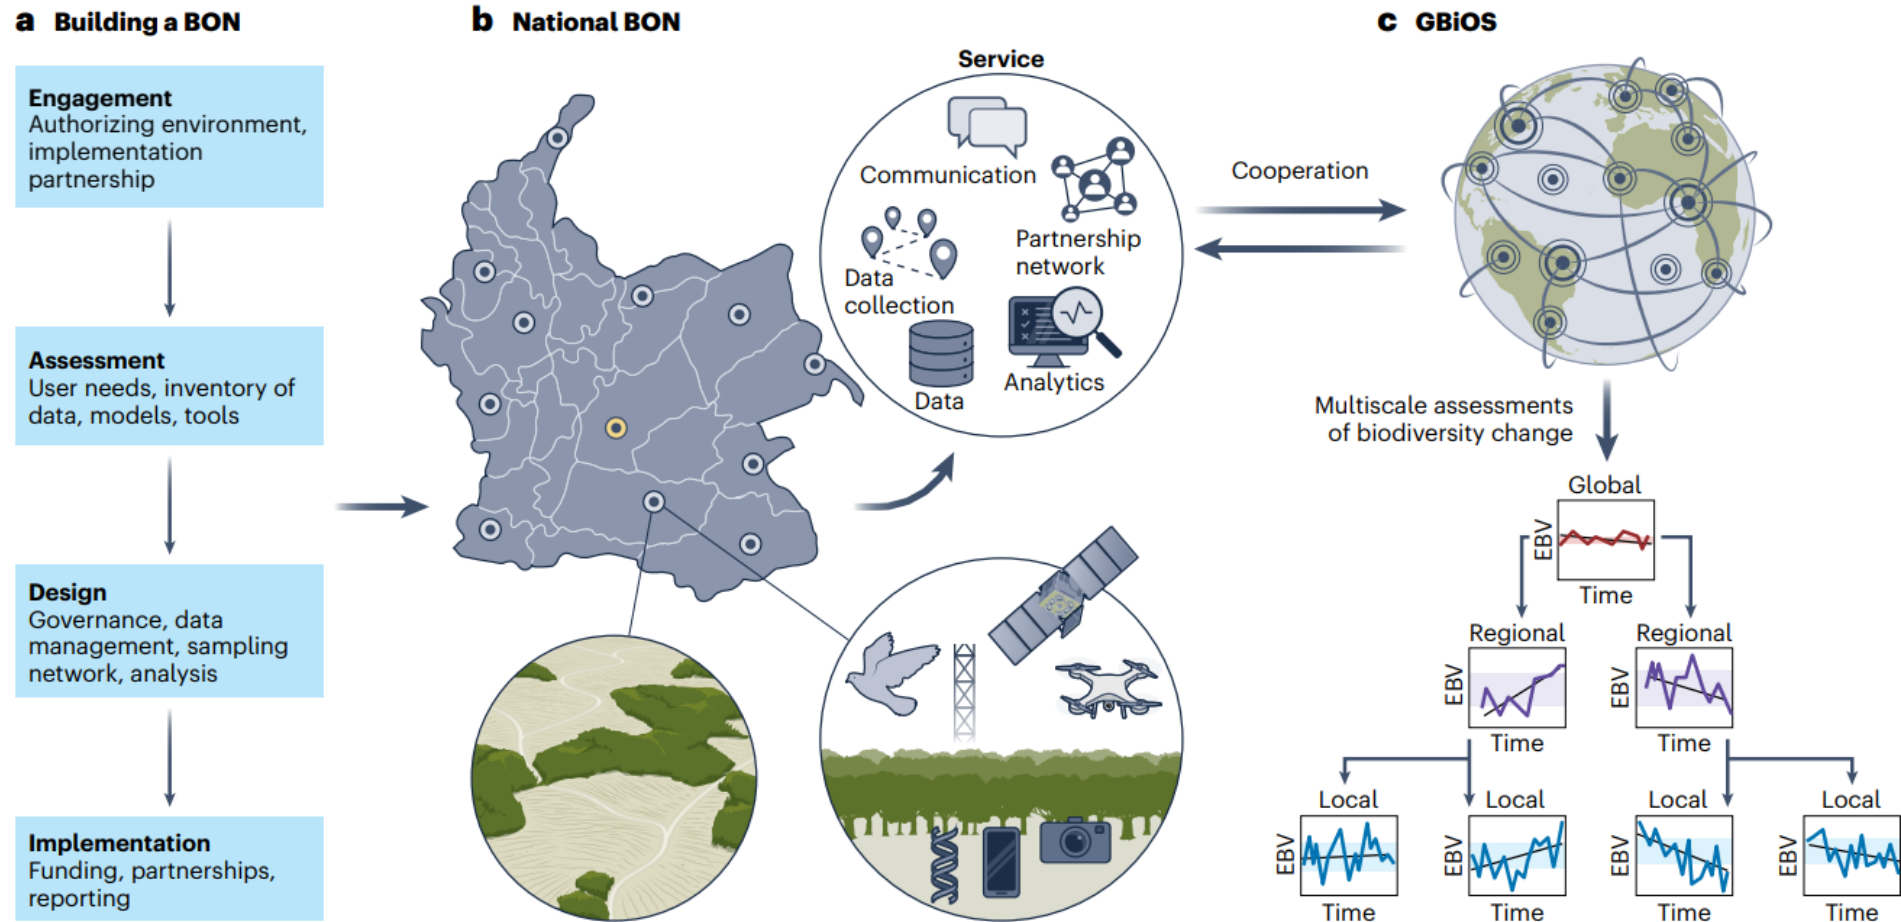 a Building a BON
Engagement
Authorizing environment,
implementation
partnership
Assessment
User needs, inventory of
data, models, tools
Design
Governance, data
management, sampling
network, analysis
Implementation
Funding, partnerships,
reporting
b National BON
Service
Communication
Partnership
network
Data
collection
Analytics
Data
Cooperation
c GBiOS
Multiscale assessments
of biodiversity change
Global
EBV
Time
Regional
EBV
Time
Regional
EBV
Time
Local
EBV
Time
Local
EBV
Time
Local
EBV
Time
Local
EBV
Time